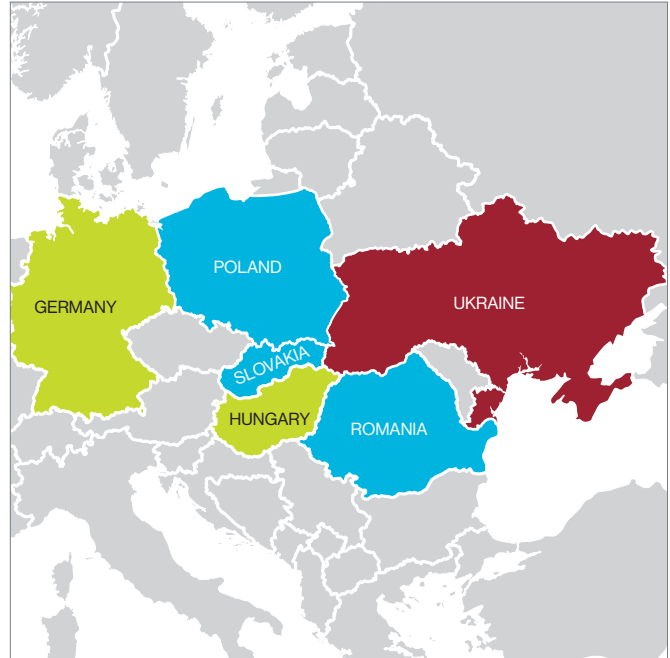 POLAND
GERMANY
UKRAINE
SLOVAKIA
HUNGARY
ROMANIA